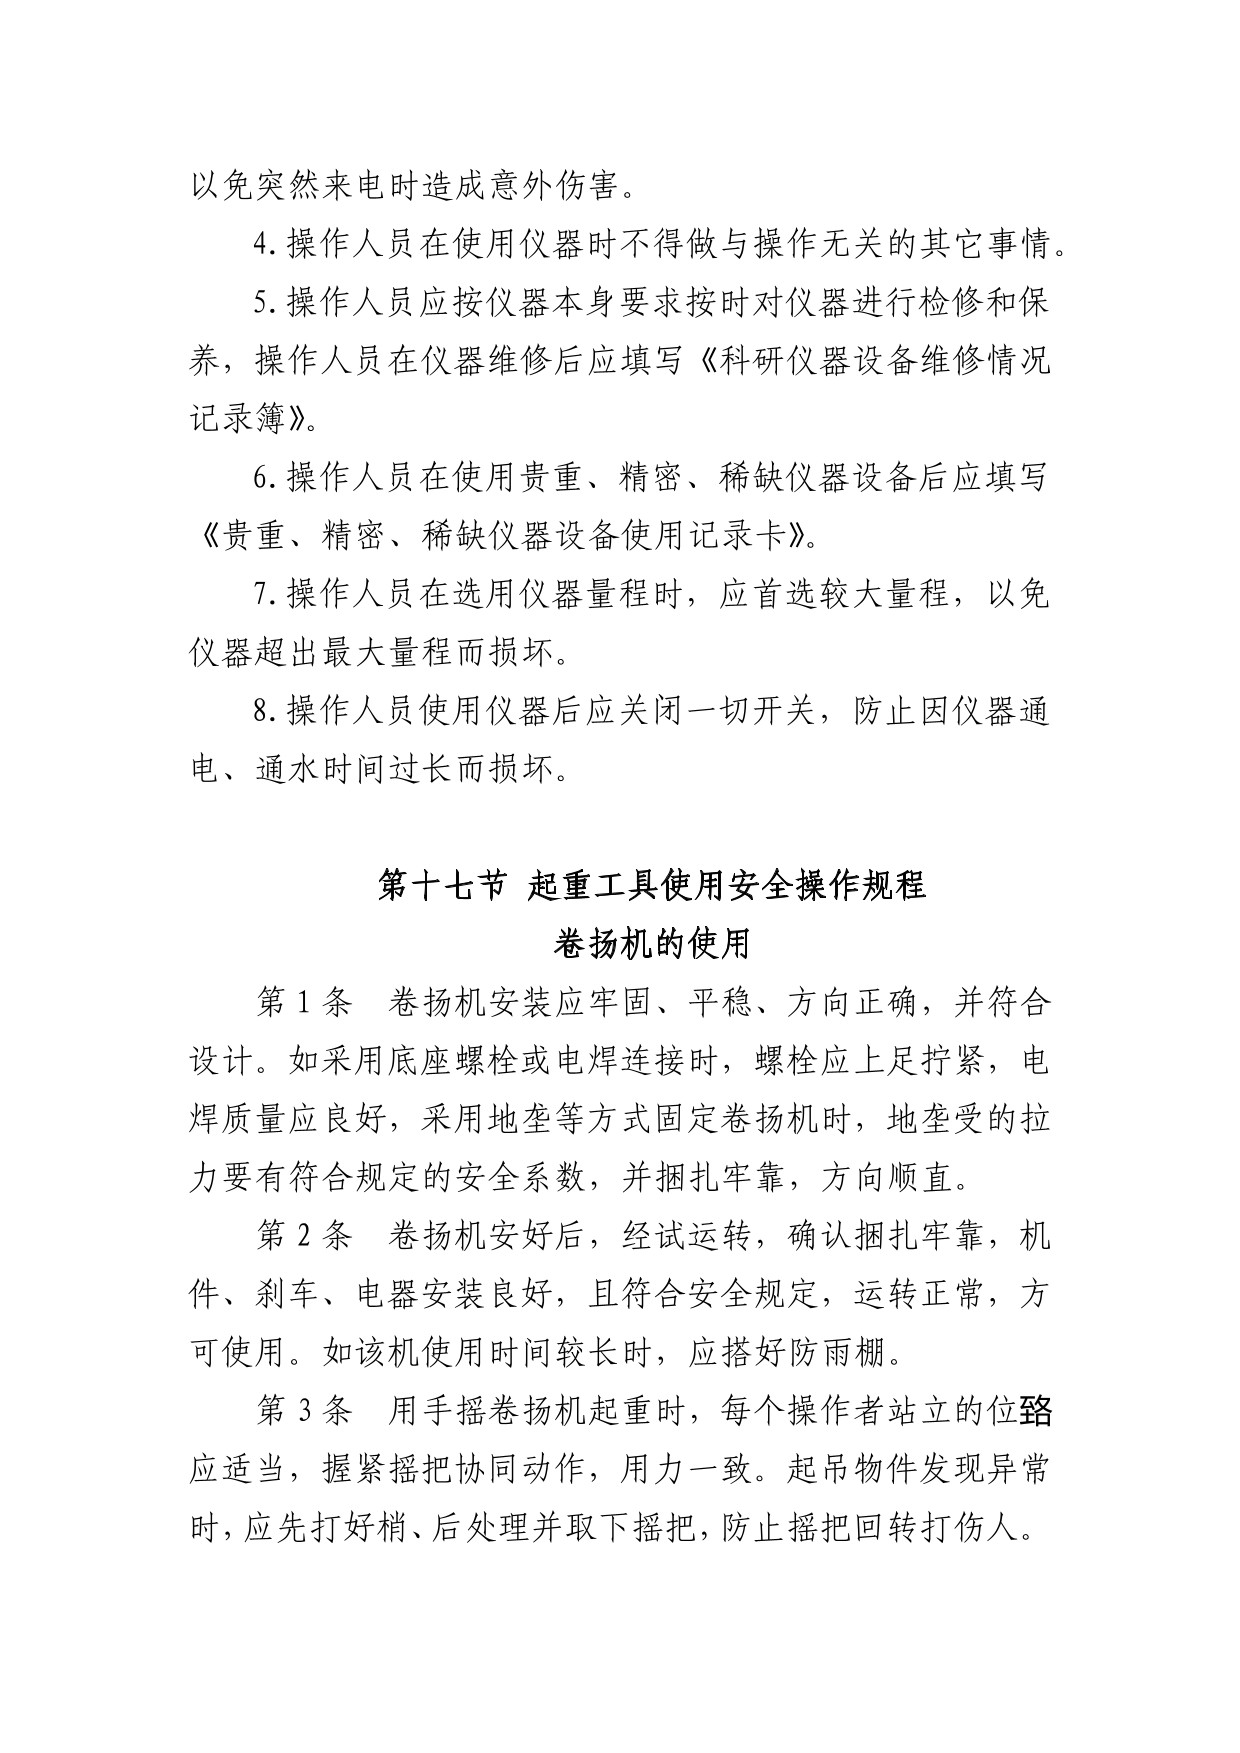 以免突然来电时造成意外伤害。
4.操作人员在使用仪器时不得做与操作无关的其它事情。
5.操作人员应按仪器本身要求按时对仪器进行检修和保
养，操作人员在仪器维修后应填写《科研仪器设备维修情况
记录簿》。
6.操作人员在使用贵重、精密、稀缺仪器设备后应填写
《贵重、精密、稀缺仪器设备使用记录卡》。
7.操作人员在选用仪器量程时，应首选较大量程，以免
仪器超出最大量程而损坏。
8.操作人员使用仪器后应关闭一切开关，防止因仪器通
电、通水时间过长而损坏。
第十七节 起重工具使用安全操作规程
卷扬机的使用
第 1 条　卷扬机安装应牢固、平稳、方向正确，并符合
设计。如采用底座螺栓或电焊连接时，螺栓应上足拧紧，电
焊质量应良好，采用地垄等方式固定卷扬机时，地垄受的拉
力要有符合规定的安全系数，并捆扎牢靠，方向顺直。
第 2 条　卷扬机安好后，经试运转，确认捆扎牢靠，机
件、刹车、电器安装良好，且符合安全规定，运转正常，方
可使用。如该机使用时间较长时，应搭好防雨棚。
第 3 条　用手摇卷扬机起重时，每个操作者站立的位臵
应适当，握紧摇把协同动作，用力一致。起吊物件发现异常
时，应先打好梢、后处理并取下摇把，防止摇把回转打伤人。